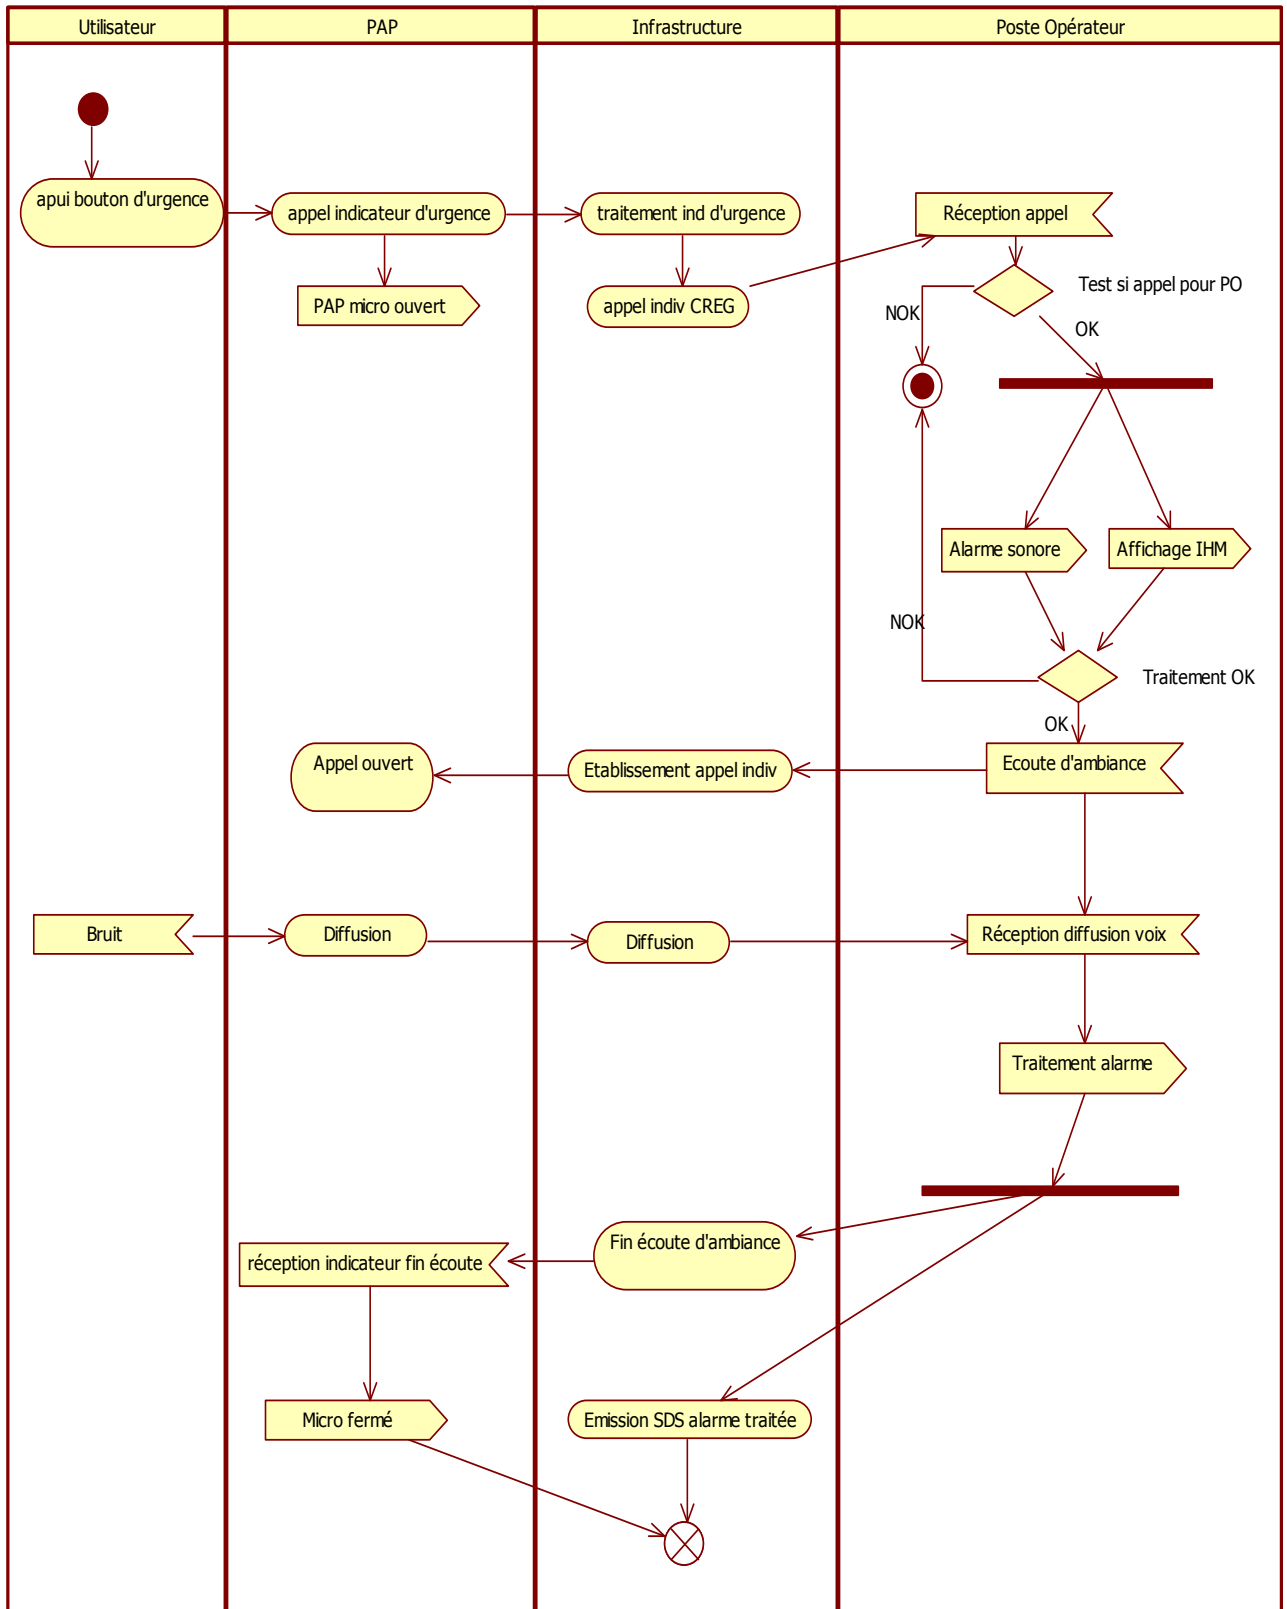 Utilisateur
PAP
Infrastructure
Poste Opérateur
apui bouton d'urgence
appel indicateur d'urgence
traitement ind d'urgence
Réception appel
PAP micro ouvert
appel indiv CREG
Test si appel pour PO
NOK
OK
Alarme sonore
Affichage IHM
NOK
Traitement OK
OK
Appel ouvert
Etablissement appel indiv
Ecoute d'ambiance
Bruit
Diffusion
Diffusion
Réception diffusion voix
Traitement alarme
Fin écoute d'ambiance
réception indicateur fin écoute
Micro fermé
Emission SDS alarme traitée